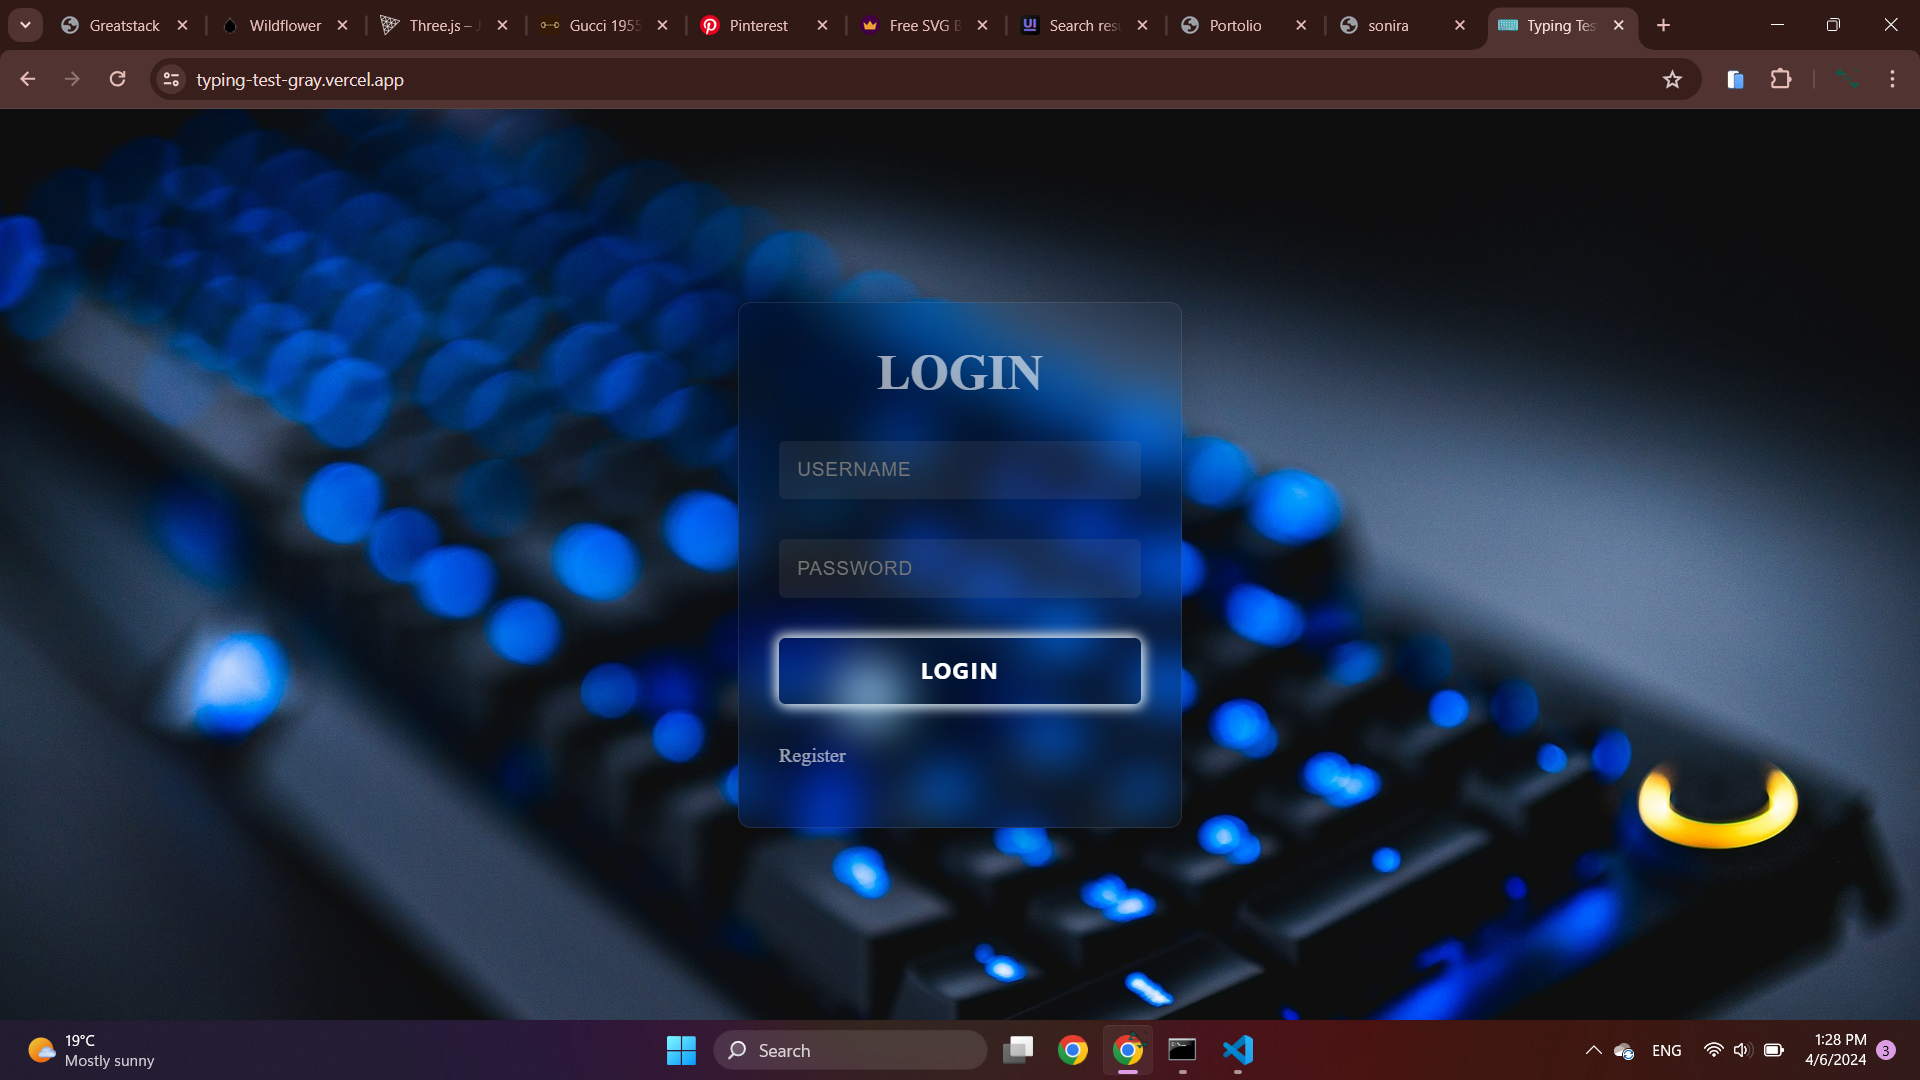 Greatstack
Wildflower
Three.js –
Gucci 1955
Pinterest
Free SVG
Search res
Portolio
sonira
Typing Tes
typing-test-gray.vercel.app
LOGIN
USERNAME
PASSWORD
LOGIN
Register
19°C
Mostly sunny
Search
ENG
1:28 PM
4/6/2024
3